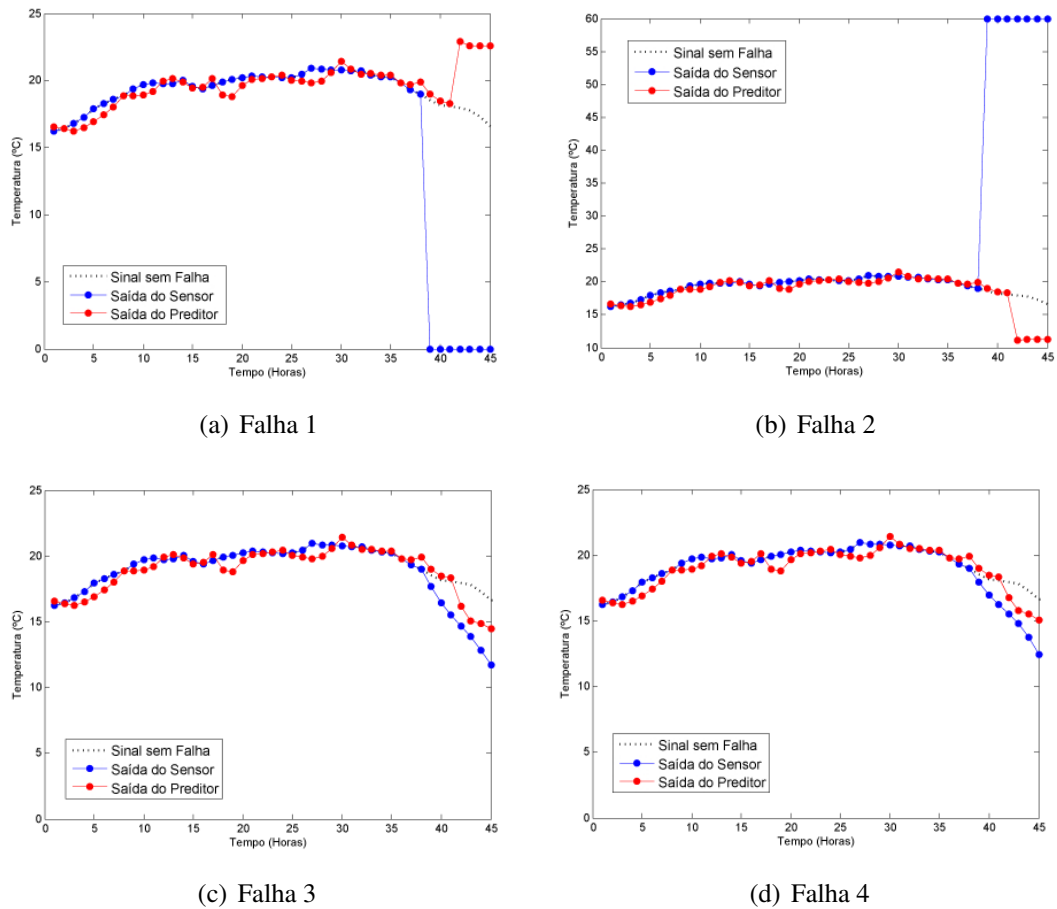 25
20
15
10
5
0
0
5
10
15
20
25
30
35
40
45
Temperatura (ºC)
Tempo (Horas)
Sinal sem Falha
Saída do Sensor
Saída do Preditor
(a) Falha 1
60
55
50
45
40
35
30
25
20
15
10
0
5
10
15
20
25
30
35
40
45
Temperatura (ºC)
Tempo (Horas)
Sinal sem Falha
Saída do Sensor
Saída do Preditor
(b) Falha 2
25
20
15
10
5
0
0
5
10
15
20
25
30
35
40
45
Temperatura (ºC)
Tempo (Horas)
Sinal sem Falha
Saída do Sensor
Saída do Preditor
(c) Falha 3
25
20
15
10
5
0
0
5
10
15
20
25
30
35
40
45
Temperatura (ºC)
Tempo (Horas)
Sinal sem Falha
Saída do Sensor
Saída do Preditor
(d) Falha 4